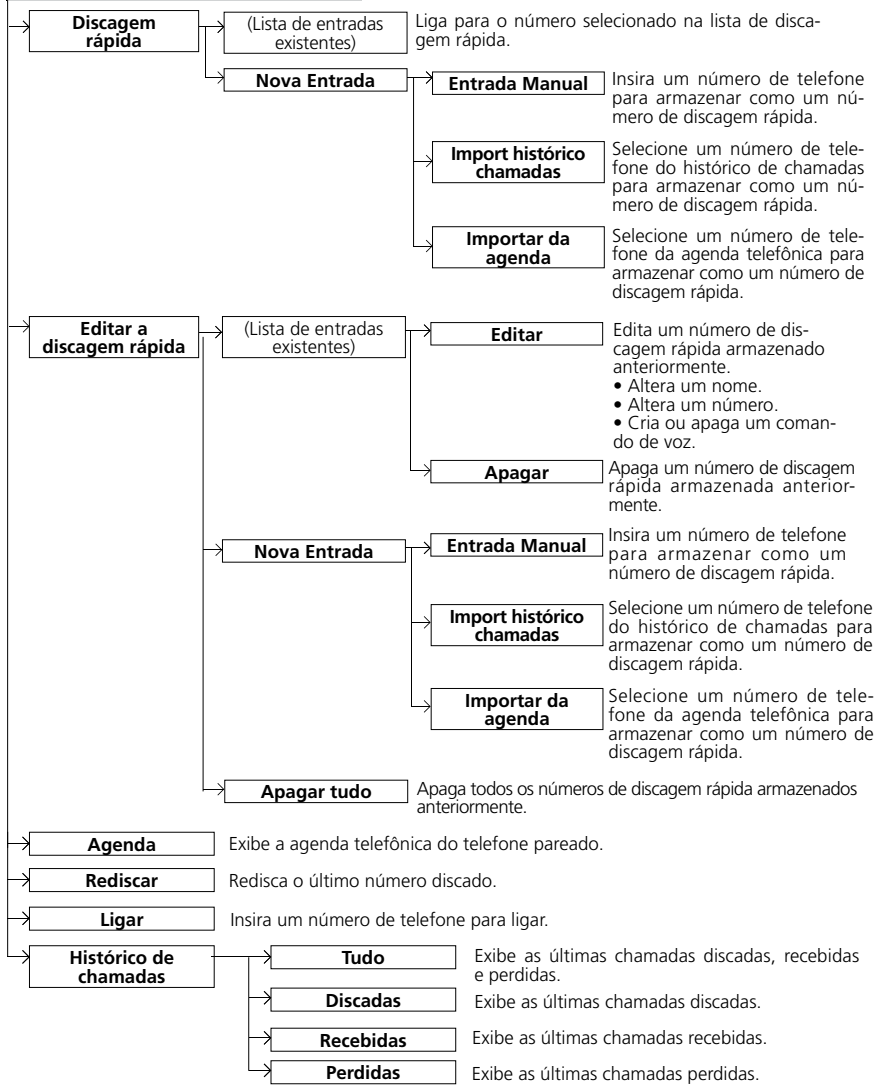 Discagem
rápida
(Lista de entradas
existentes)
Liga para o número selecionado na lista de disca-
gem rápida.
Nova Entrada
Entrada Manual
Insira um número de telefone
para armazenar como um nú-
mero de discagem rápida.
Import histórico
chamadas
Selecione um número de tele-
fone do histórico de chamadas
para armazenar como um nú-
mero de discagem rápida.
Importar da
agenda
Selecione um número de tele-
fone da agenda telefônica para
armazenar como um número de
discagem rápida.
Editar a
discagem rápida
(Lista de entradas
existentes)
Editar
Edita um número de dis-
cagem rápida armazenado
anteriormente.
• Altera um nome.
• Altera um número.
• Cria ou apaga um coman-
do de voz.
Apagar
Apaga um número de discagem
rápida armazenada anterior-
mente.
Nova Entrada
Entrada Manual
Insira um número de telefone
para armazenar como um
número de discagem rápida.
Import histórico
chamadas
Selecione um número de telefone
do histórico de chamadas para
armazenar como um número de
discagem rápida.
Importar da
agenda
Selecione um número de tele-
fone da agenda telefônica para
armazenar como um número de
discagem rápida.
Apagar tudo
Apaga todos os números de discagem rápida armazenados
anteriormente.
Agenda
Exibe a agenda telefônica do telefone pareado.
Rediscar
Redisca o último número discado.
Ligar
Insira um número de telefone para ligar.
Histórico de
chamadas
Tudo
Exibe as últimas chamadas discadas, recebidas
e perdidas.
Discadas
Exibe as últimas chamadas discadas.
Recebidas
Exibe as últimas chamadas recebidas.
Perdidas
Exibe as últimas chamadas perdidas.